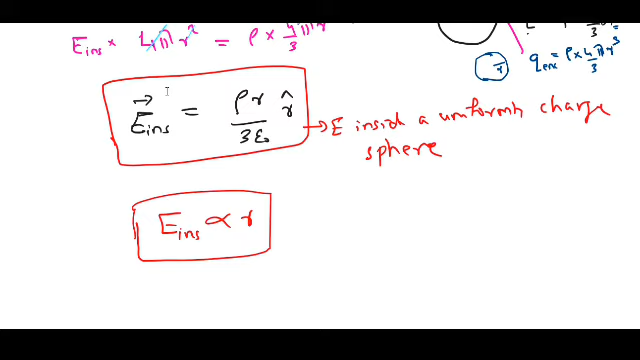 E_ins × 4π r² = ρ × 4/3 π r³
q_enc = ρ × 4/3 π r³
E⃗_ins = ρr/3ε₀ r̂
→ E inside a uniform charge
sphere
E_ins ∝ r